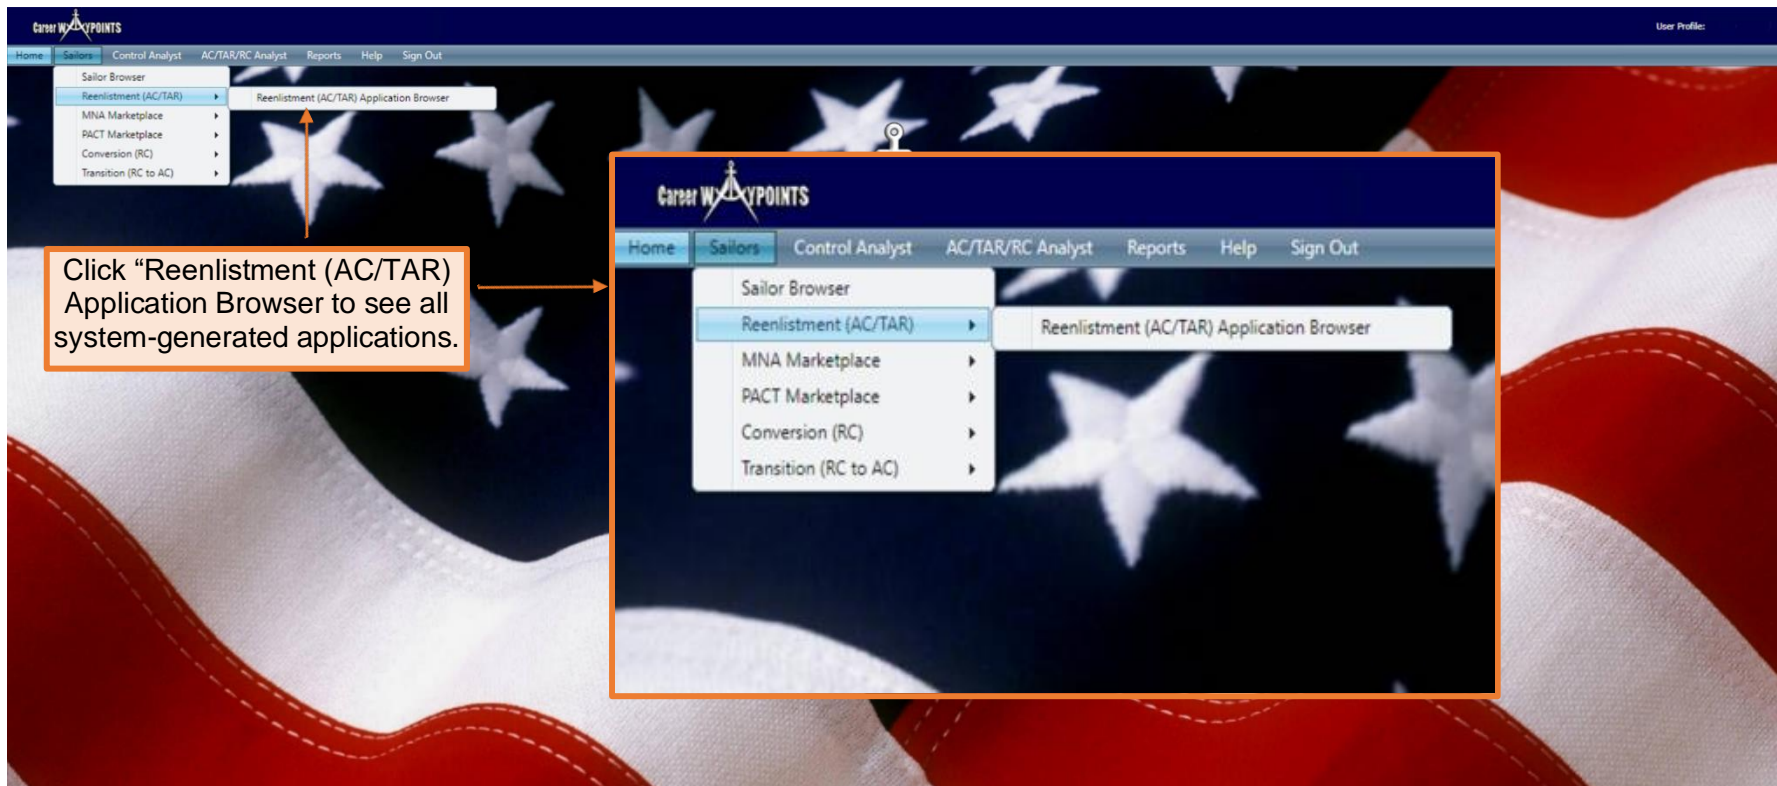 Career WAYPOINTS
User Profile:
Home Sailors Control Analyst AC/TAR/RC Analyst Reports Help Sign Out
Sailor Browser
Reenlistment (AC/TAR) Reenlistment (AC/TAR) Application Browser
MNA Marketplace
PACT Marketplace
Conversion (RC)
Transition (RC to AC)
Click “Reenlistment (AC/TAR)
Application Browser to see all
system-generated applications.
Career WAYPOINTS
Home Sailors Control Analyst AC/TAR/RC Analyst Reports Help Sign Out
Sailor Browser
Reenlistment (AC/TAR) Reenlistment (AC/TAR) Application Browser
MNA Marketplace
PACT Marketplace
Conversion (RC)
Transition (RC to AC)